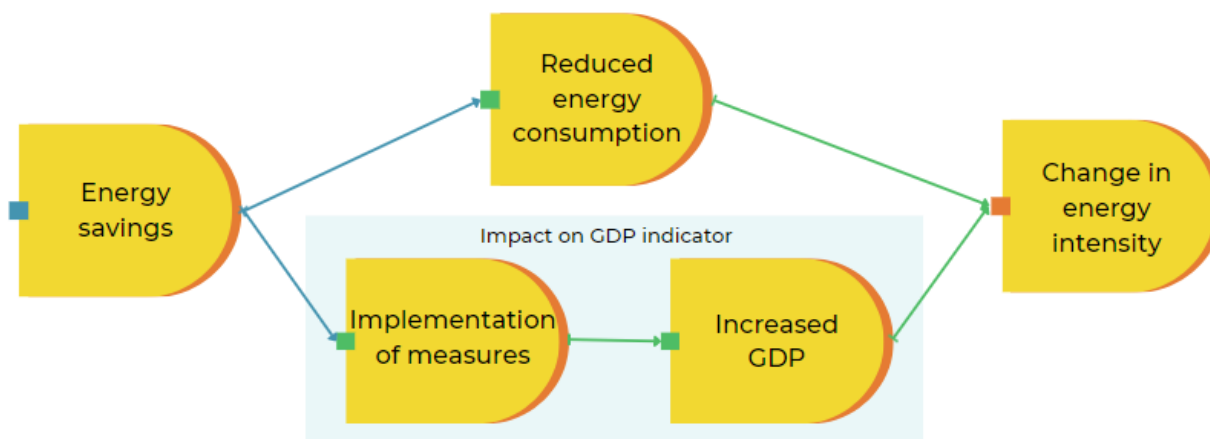 Energy
savings
Reduced
energy
consumption
Impact on GDP indicator
Implementation
of measures
Increased
GDP
Change in
energy
intensity